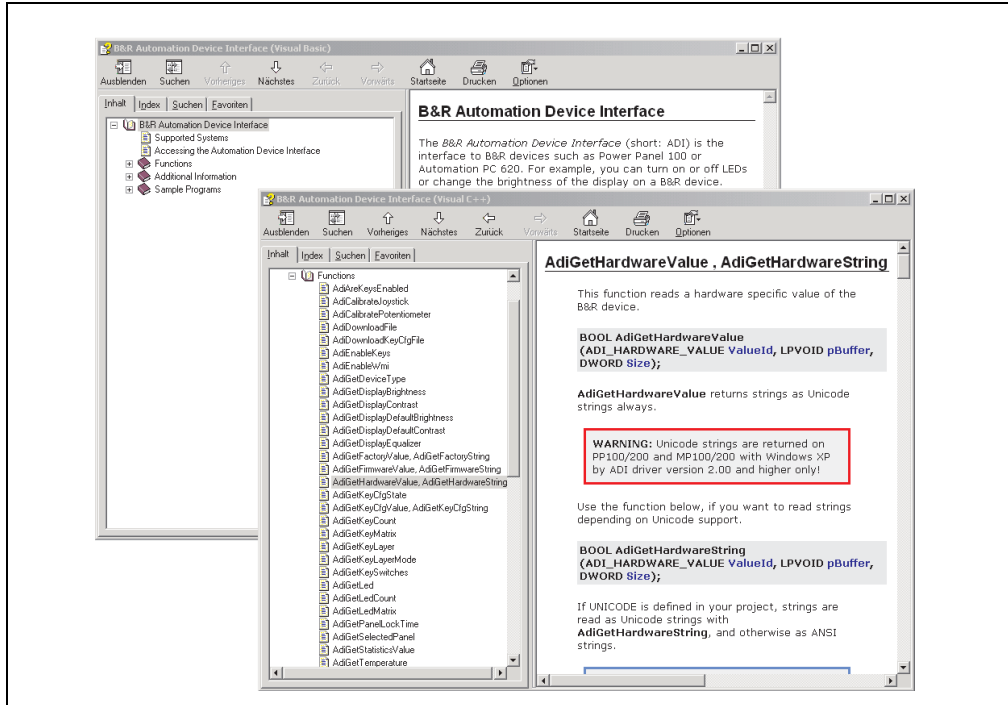 B&R Automation Device Interface (Visual Basic)
Ausblenden Suchen Vorheriges Nächstes Zurück Vorwärts Startseite Drucken Optionen
Inhalt Index Suchen Favoriten
B&R Automation Device Interface
Supported Systems
Accessing the Automation Device Interface
Functions
Additional Information
Sample Programs
B&R Automation Device Interface
The B&R Automation Device Interface (short: ADI) is the
interface to B&R devices such as Power Panel 100 or
Automation PC 620. For example, you can turn on or off LEDs
or change the brightness of the display on a B&R device.
B&R Automation Device Interface (Visual C++)
Ausblenden Suchen Vorheriges Nächstes Zurück Vorwärts Startseite Drucken Optionen
Inhalt Index Suchen Favoriten
Functions
AdiAreKeysEnabled
AdiCalibrateJoystick
AdiCalibratePotentiometer
AdiDownloadFile
AdiDownloadKeyCfgFile
AdiEnableKeys
AdiEnableWmi
AdiGetDeviceType
AdiGetDisplayBrightness
AdiGetDisplayContrast
AdiGetDisplayDefaultBrightness
AdiGetDisplayDefaultContrast
AdiGetDisplayEqualizer
AdiGetFactoryValue, AdiGetFactoryString
AdiGetFirmwareValue, AdiGetFirmwareString
AdiGetHardwareValue, AdiGetHardwareString
AdiGetKeyCfgState
AdiGetKeyCfgValue, AdiGetKeyCfgString
AdiGetKeyCount
AdiGetKeyMatrix
AdiGetKeyLayer
AdiGetKeyLayerMode
AdiGetKeySwitches
AdiGetLed
AdiGetLedCount
AdiGetLedMatrix
AdiGetPanelLockTime
AdiGetSelectedPanel
AdiGetStatisticsValue
AdiGetTemperature
AdiGetHardwareValue , AdiGetHardwareString
This function reads a hardware specific value of the
B&R device.
BOOL AdiGetHardwareValue
(ADI_HARDWARE_VALUE ValueId, LPVOID pBuffer,
DWORD Size);
AdiGetHardwareValue returns strings as Unicode
strings always.
WARNING: Unicode strings are returned on
PP100/200 and MP100/200 with Windows XP
by ADI driver version 2.00 and higher only!
Use the function below, if you want to read strings
depending on Unicode support.
BOOL AdiGetHardwareString
(ADI_HARDWARE_VALUE ValueId, LPVOID pBuffer,
DWORD Size);
If UNICODE is defined in your project, strings are
read as Unicode strings with
AdiGetHardwareString, and otherwise as ANSI
strings.